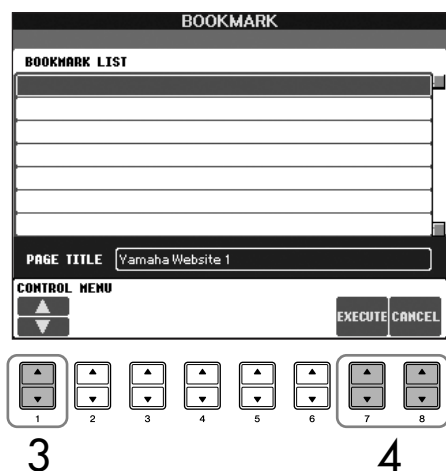 BOOKMARK
BOOKMARK LIST
PAGE TITLE Yamaha Website 1
CONTROL MENU
EXECUTE CANCEL
1 2 3 4 5 6 7 8
3 4